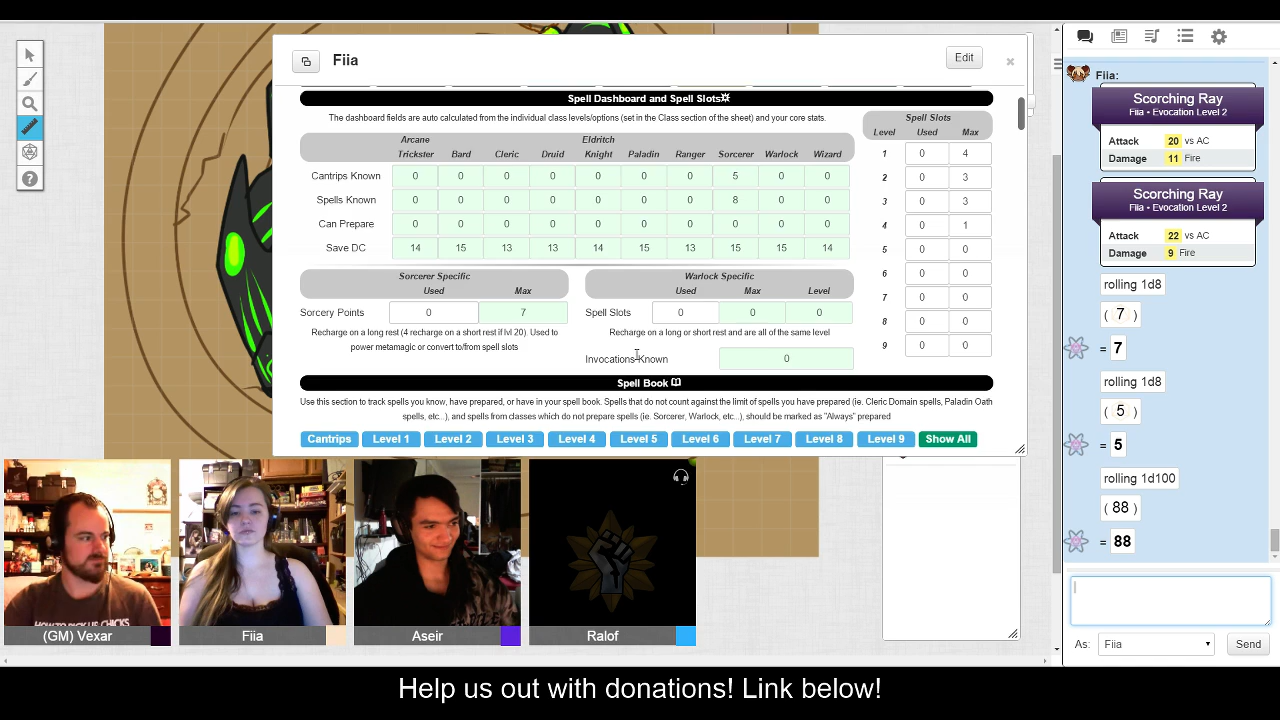 Fiia
Edit
×
Spell Dashboard and Spell Slots
The dashboard fields are auto calculated from the individual class levels/options (set in the Class section of the sheet) and your core stats.
Arcane Trickster Bard Cleric Druid Eldritch Knight Paladin Ranger Sorcerer Warlock Wizard
Cantrips Known 0 0 0 0 0 0 0 5 0 0
Spells Known 0 0 0 0 0 0 0 8 0 0
Can Prepare 0 0 0 0 0 0 0 0 0 0
Save DC 14 15 13 13 14 15 13 15 15 14
Spell Slots
Level Used Max
1 0 4
2 0 3
3 0 3
4 0 1
5 0 0
6 0 0
7 0 0
8 0 0
9 0 0
Sorcerer Specific
Used Max
Sorcery Points 0 7
Recharge on a long rest (4 recharge on a short rest if lvl 20). Used to
power metamagic or convert to/from spell slots
Warlock Specific
Used Max Level
Spell Slots 0 0 0
Recharge on a long or short rest and are all of the same level
Invocations Known 0
Spell Book
Use this section to track spells you know, have prepared, or have in your spell book. Spells that do not count against the limit of spells you have prepared (ie. Cleric Domain spells, Paladin Oath
spells, etc...), and spells from classes which do not prepare spells (ie. Sorcerer, Warlock, etc...), should be marked as "Always" prepared
Cantrips Level 1 Level 2 Level 3 Level 4 Level 5 Level 6 Level 7 Level 8 Level 9 Show All
Fiia:
Scorching Ray
Fiia • Evocation Level 2
Attack 20 vs AC
Damage 11 Fire
Scorching Ray
Fiia • Evocation Level 2
Attack 22 vs AC
Damage 9 Fire
rolling 1d8
( 7 )
= 7
rolling 1d8
( 5 )
= 5
rolling 1d100
( 88 )
= 88
As: Fiia Send
(GM) Vexar
Fiia
Aseir
Ralof
Help us out with donations! Link below!